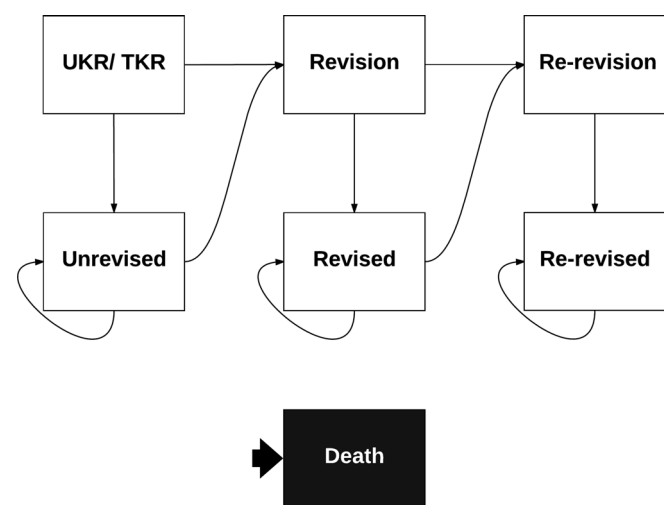 UKR/ TKR
Revision
Re-revision
Unrevised
Revised
Re-revised
Death